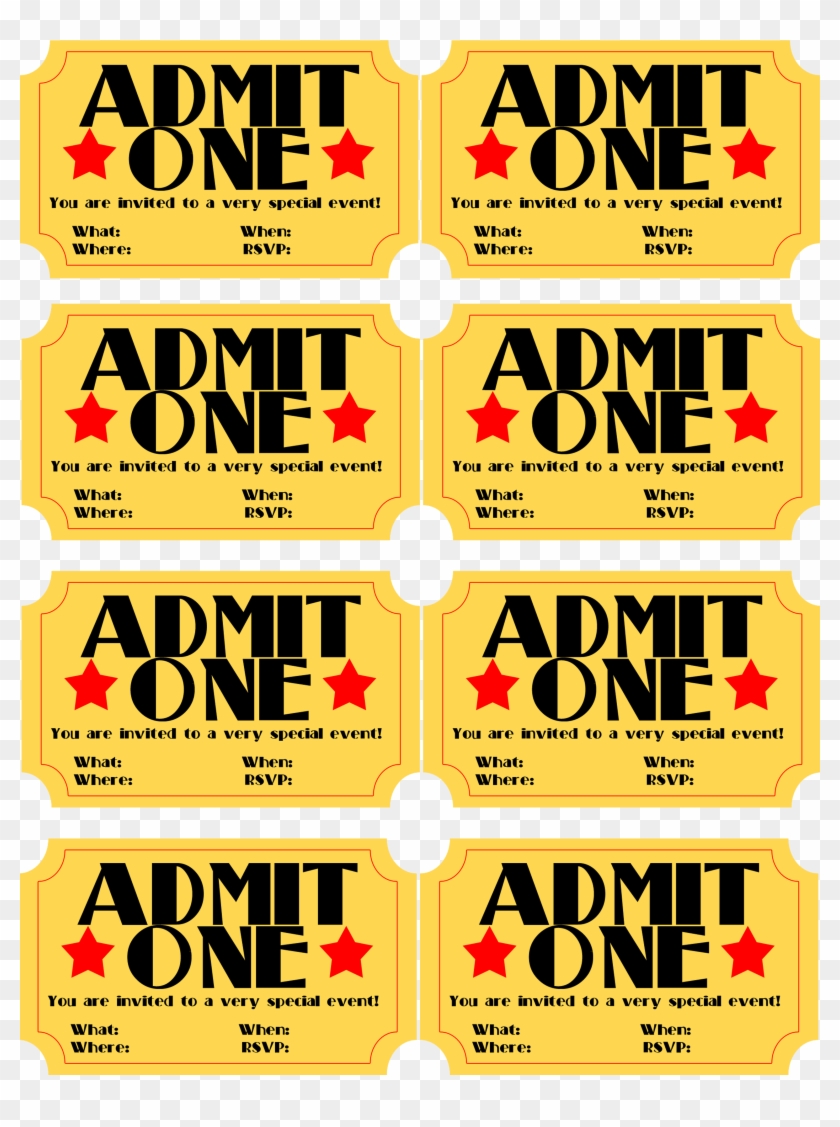 ADMIT
ONE
You are invited to a very special event!
What: When:
Where: RSVP:
ADMIT
ONE
You are invited to a very special event!
What: When:
Where: RSVP:
ADMIT
ONE
You are invited to a very special event!
What: When:
Where: RSVP:
ADMIT
ONE
You are invited to a very special event!
What: When:
Where: RSVP:
ADMIT
ONE
You are invited to a very special event!
What: When:
Where: RSVP:
ADMIT
ONE
You are invited to a very special event!
What: When:
Where: RSVP:
ADMIT
ONE
You are invited to a very special event!
What: When:
Where: RSVP:
ADMIT
ONE
You are invited to a very special event!
What: When:
Where: RSVP: